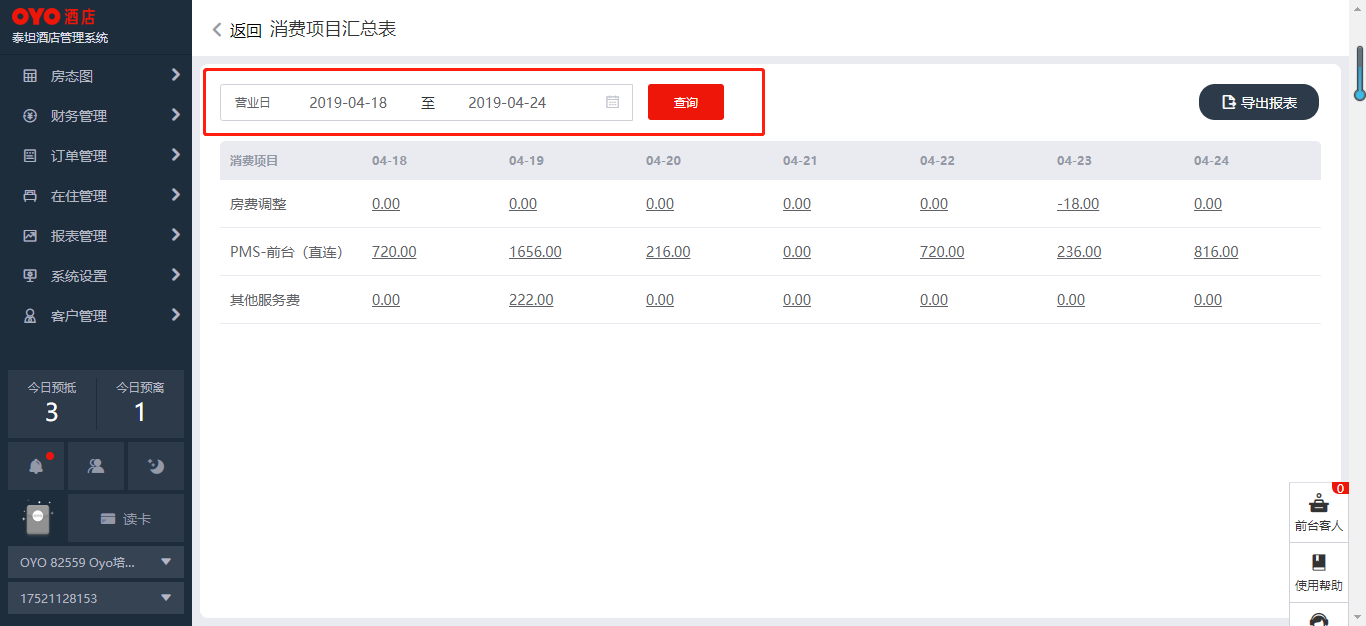 OYO 酒店
泰坦酒店管理系统
房态图
财务管理
订单管理
在住管理
报表管理
系统设置
客户管理
今日预抵 今日预离
3 1
读卡
OYO 82559 Oyo培...
17521128153
返回 消费项目汇总表
营业日 2019-04-18 至 2019-04-24 查询 导出报表
消费项目 04-18 04-19 04-20 04-21 04-22 04-23 04-24
房费调整 0.00 0.00 0.00 0.00 0.00 -18.00 0.00
PMS-前台（直连） 720.00 1656.00 216.00 0.00 720.00 236.00 816.00
其他服务费 0.00 222.00 0.00 0.00 0.00 0.00 0.00
0
前台客人
使用帮助